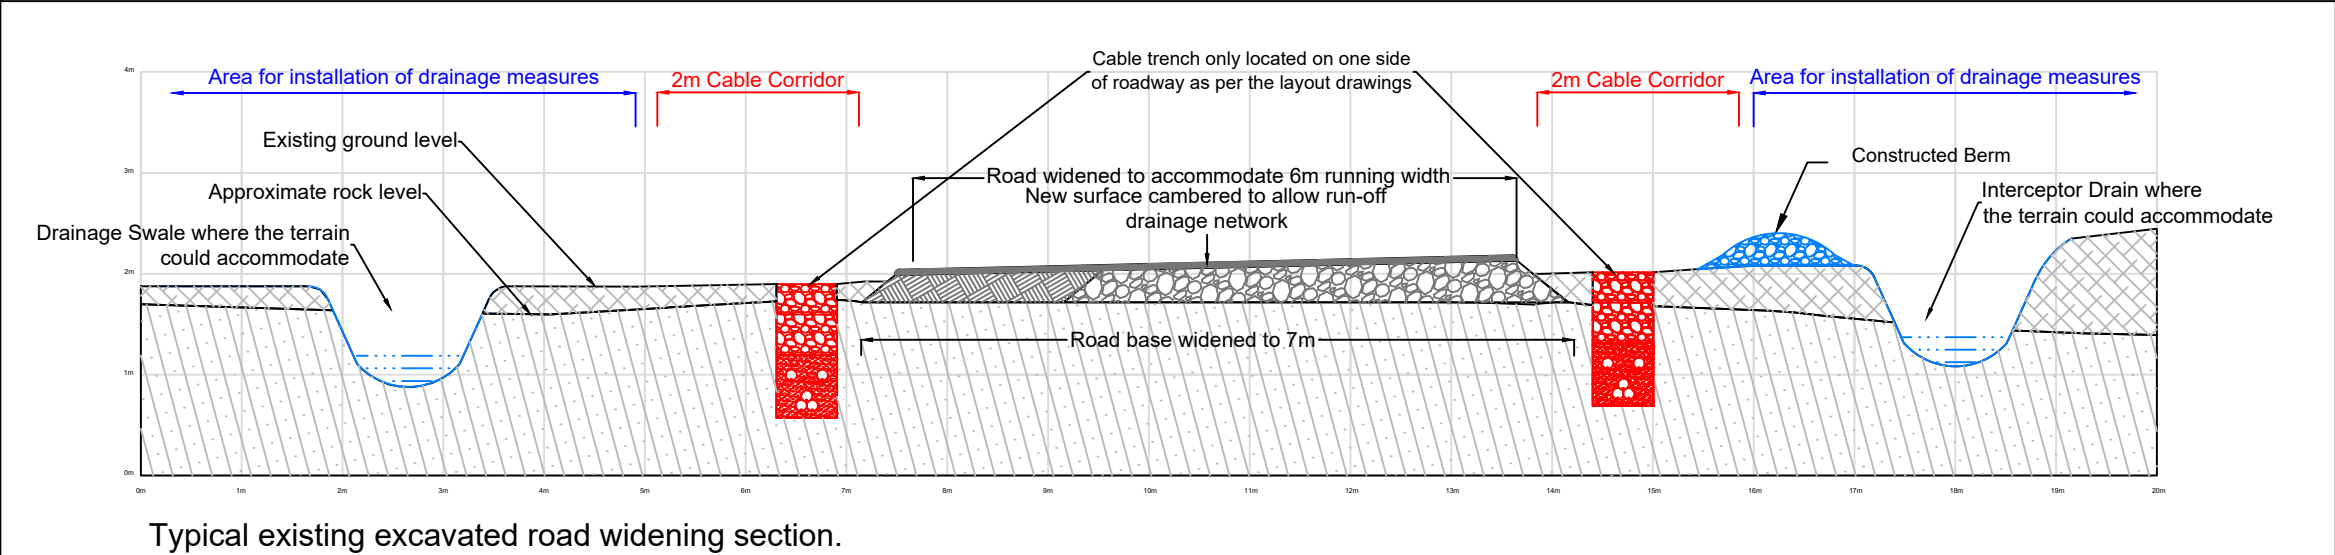 Cable trench only located on one side
of roadway as per the layout drawings
4m
Area for installation of drainage measures
2m Cable Corridor
2m Cable Corridor
Area for installation of drainage measures
Existing ground level
Constructed Berm
3m
Road widened to accommodate 6m running width
New surface cambered to allow run-off
drainage network
Approximate rock level
Interceptor Drain where
the terrain could accommodate
Drainage Swale where the terrain
could accommodate
2m
Road base widened to 7m
1m
0m
0m 1m 2m 3m 4m 5m 6m 7m 8m 9m 10m 11m 12m 13m 14m 15m 16m 17m 18m 19m 20m
Typical existing excavated road widening section.